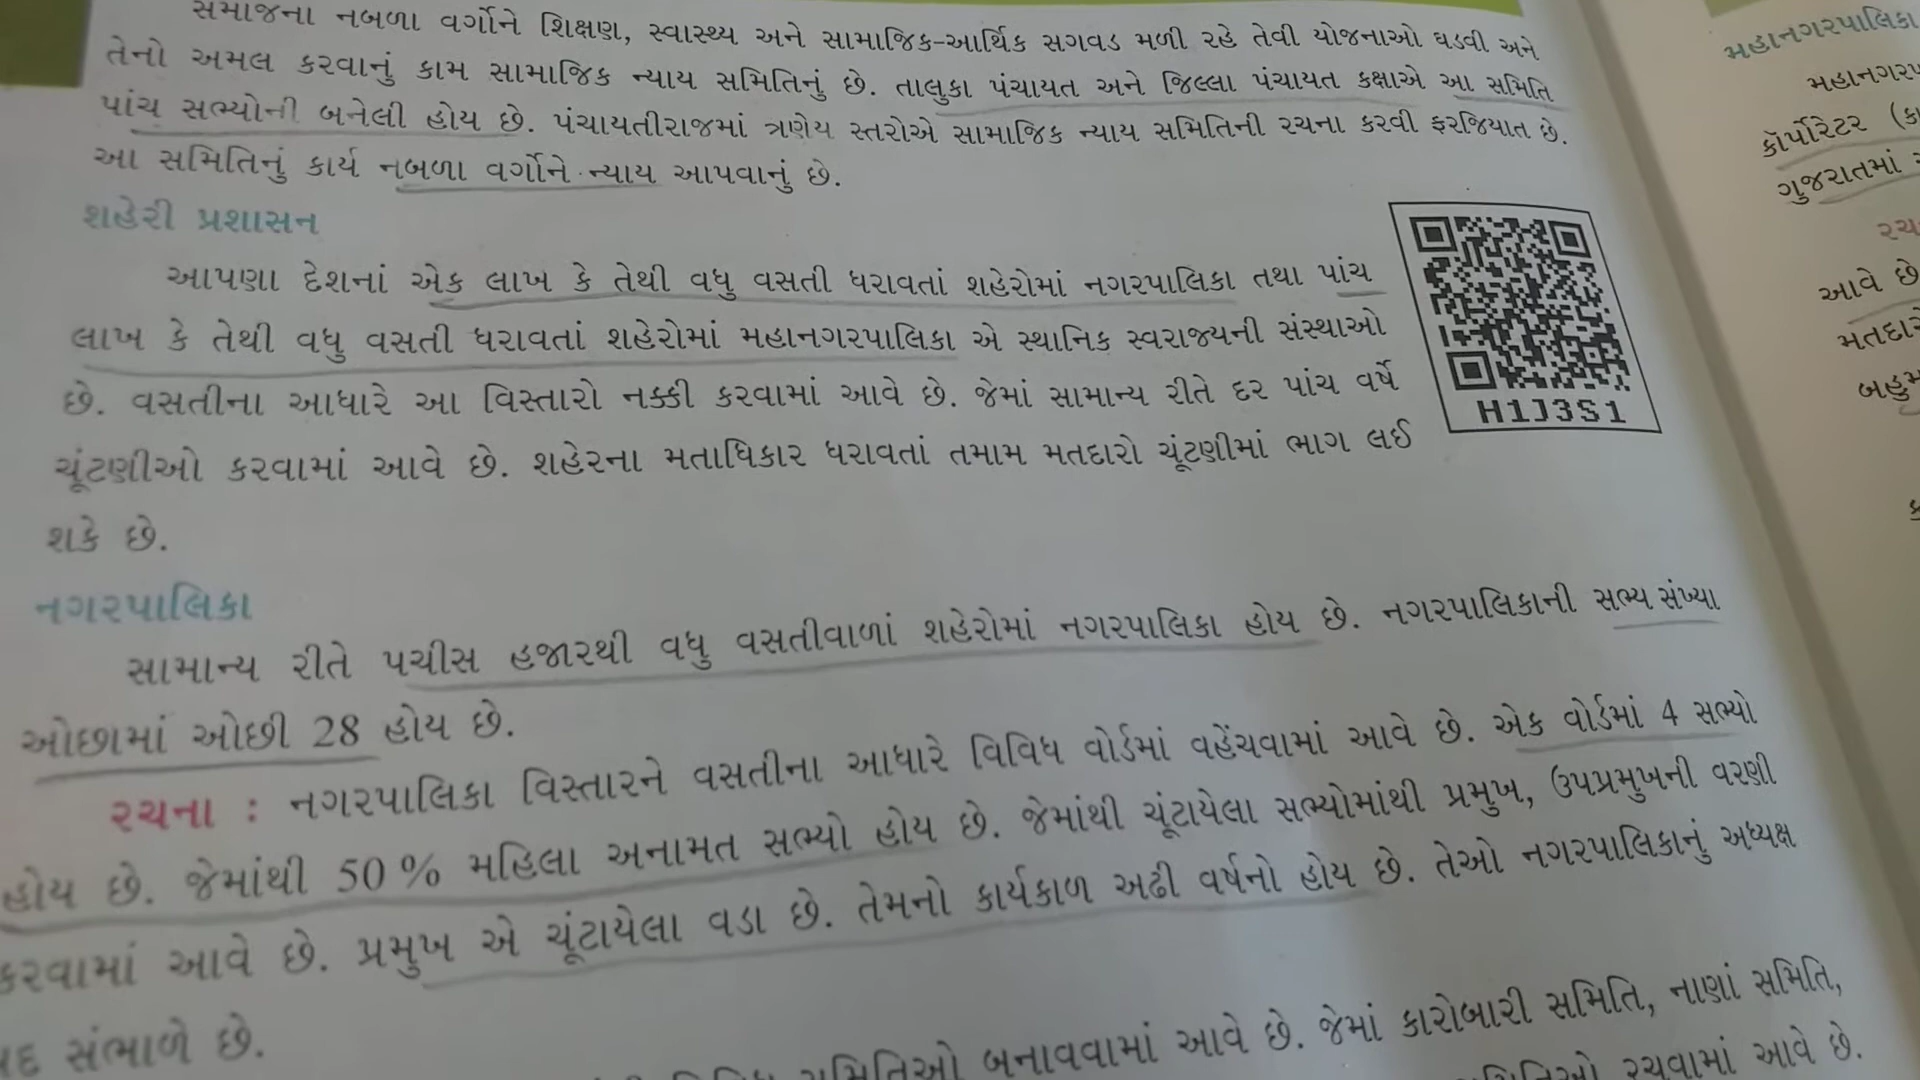 સમાજના નબળા વર્ગોને શિક્ષણ, સ્વાસ્થ્ય અને સામાજિક-આર્થિક સગવડ મળી રહે તેવી યોજનાઓ ઘડવી અને
તેનો અમલ કરવાનું કામ સામાજિક ન્યાય સમિતિનું છે. તાલુકા પંચાયત અને જિલ્લા પંચાયત કક્ષાએ આ સમિતિ
પાંચ સભ્યોની બનેલી હોય છે. પંચાયતીરાજમાં ત્રણેય સ્તરોએ સામાજિક ન્યાય સમિતિની રચના કરવી ફરજિયાત છે.
આ સમિતિનું કાર્ય નબળા વર્ગોને ન્યાય આપવાનું છે.
શહેરી પ્રશાસન
આપણા દેશનાં એક લાખ કે તેથી વધુ વસતી ધરાવતાં શહેરોમાં નગરપાલિકા તથા પાંચ
લાખ કે તેથી વધુ વસતી ધરાવતાં શહેરોમાં મહાનગરપાલિકા એ સ્થાનિક સ્વરાજ્યની સંસ્થાઓ
છે. વસતીના આધારે આ વિસ્તારો નક્કી કરવામાં આવે છે. જેમાં સામાન્ય રીતે દર પાંચ વર્ષે
ચૂંટણીઓ કરવામાં આવે છે. શહેરના મતાધિકાર ધરાવતાં તમામ મતદારો ચૂંટણીમાં ભાગ લઈ
શકે છે.
H1J3S1
નગરપાલિકા
સામાન્ય રીતે પચીસ હજારથી વધુ વસતીવાળાં શહેરોમાં નગરપાલિકા હોય છે. નગરપાલિકાની સભ્ય સંખ્યા
ઓછામાં ઓછી 28 હોય છે.
રચના : નગરપાલિકા વિસ્તારને વસતીના આધારે વિવિધ વોર્ડમાં વહેંચવામાં આવે છે. એક વોર્ડમાં 4 સભ્યો
હોય છે. જેમાંથી 50 % મહિલા અનામત સભ્યો હોય છે. જેમાંથી ચૂંટાયેલા સભ્યોમાંથી પ્રમુખ, ઉપપ્રમુખની વરણી
કરવામાં આવે છે. પ્રમુખ એ ચૂંટાયેલા વડા છે. તેમનો કાર્યકાળ અઢી વર્ષનો હોય છે. તેઓ નગરપાલિકાનું અધ્યક્ષ
પદ સંભાળે છે.
સમિતિઓ બનાવવામાં આવે છે. જેમાં કારોબારી સમિતિ, નાણાં સમિતિ,
રચવામાં આવે છે.
મહાનગરપાલિકા
કૉર્પોરેટર
ગુજરાતમાં
આવે છે